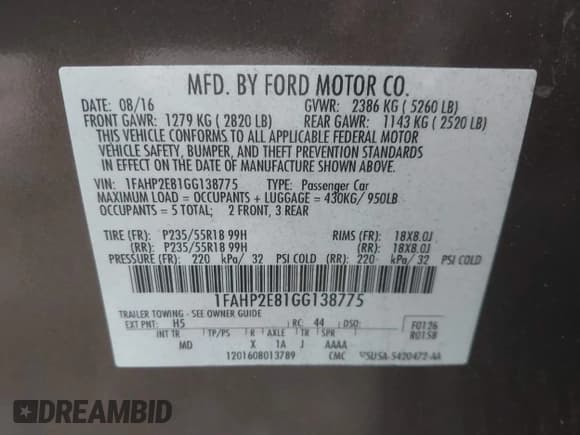 MFD. BY FORD MOTOR CO.
DATE: 08/16 GVWR: 2386 KG ( 5260 LB)
FRONT GAWR: 1279 KG ( 2820 LB) REAR GAWR: 1143 KG ( 2520 LB)
THIS VEHICLE CONFORMS TO ALL APPLICABLE FEDERAL MOTOR
VEHICLE SAFETY, BUMPER, AND THEFT PREVENTION STANDARDS
IN EFFECT ON THE DATE OF MANUFACTURE SHOWN ABOVE.
VIN: 1FAHP2E81GG138775 TYPE: Passenger Car
MAXIMUM LOAD = OCCUPANTS + LUGGAGE = 430KG/ 950LB
OCCUPANTS = 5 TOTAL; 2 FRONT, 3 REAR
TIRE (FR): P235/55R18 99H RIMS (FR): 18X8.0J
(RR): P235/55R18 99H (RR): 18X8.0J
PRESSURE (FR): 220 kPa/ 32 PSI COLD (RR): 220 kPa/ 32 PSI COLD
1FAHP2E81GG138775
TRAILER TOWING - SEE OWNER GUIDE
EXT PNT: H5 RC: 44 DSO: F0126
INT TR TP/PS R AXLE TR SPR R0158
MD X 1A J AAAA
1201608013789 CMC 5U5A-5420472-AA
DREAMBID